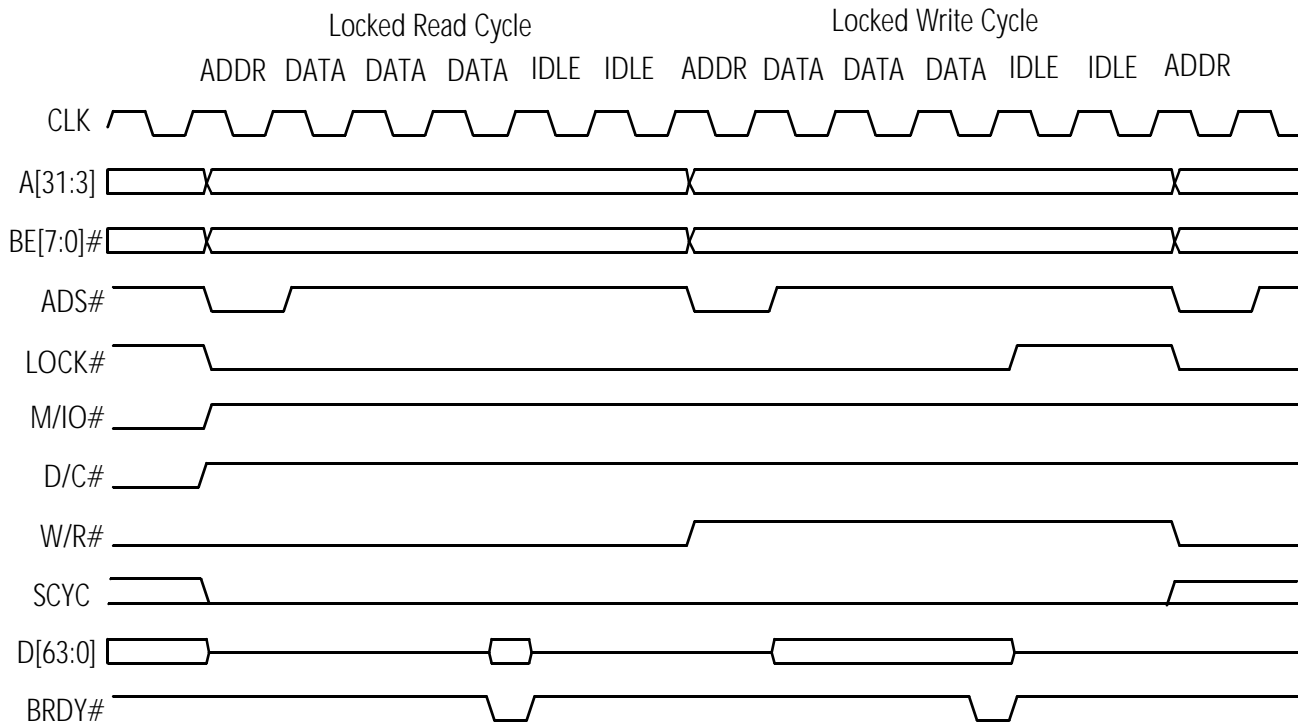 Locked Read Cycle Locked Write Cycle
ADDR DATA DATA DATA IDLE IDLE ADDR DATA DATA DATA IDLE IDLE ADDR
CLK
A[31:3]
BE[7:0]#
ADS#
LOCK#
M/IO#
D/C#
W/R#
SCYC
D[63:0]
BRDY#